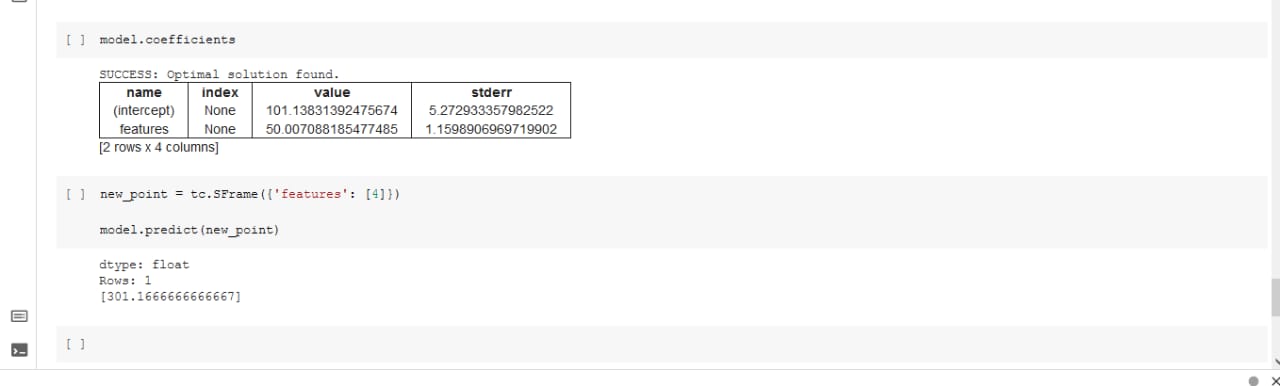 [ ] model.coefficients
SUCCESS: Optimal solution found.
name index value stderr
(intercept) None 101.13831392475674 5.272933357982522
features None 50.007088185477485 1.1598906969719902
[2 rows x 4 columns]
[ ] new_point = tc.SFrame({'features': [4]})
model.predict(new_point)
dtype: float
Rows: 1
[301.1666666666667]
[ ]